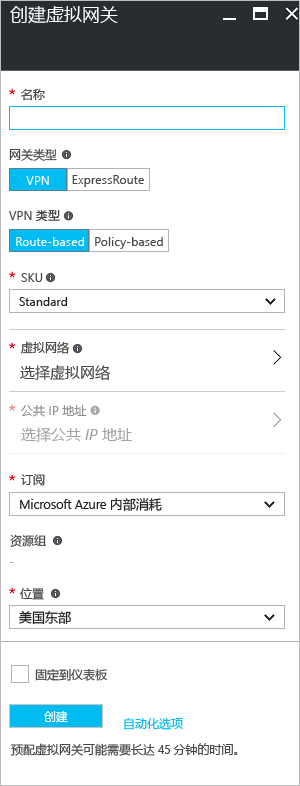 创建虚拟网关
* 名称
网关类型
VPN ExpressRoute
VPN 类型
Route-based Policy-based
* SKU
Standard
* 虚拟网络
选择虚拟网络
* 公共 IP 地址
选择公共 IP 地址
* 订阅
Microsoft Azure 内部消耗
资源组
-
* 位置
美国东部
固定到仪表板
创建 自动化选项
预配虚拟网关可能需要长达 45 分钟的时间。